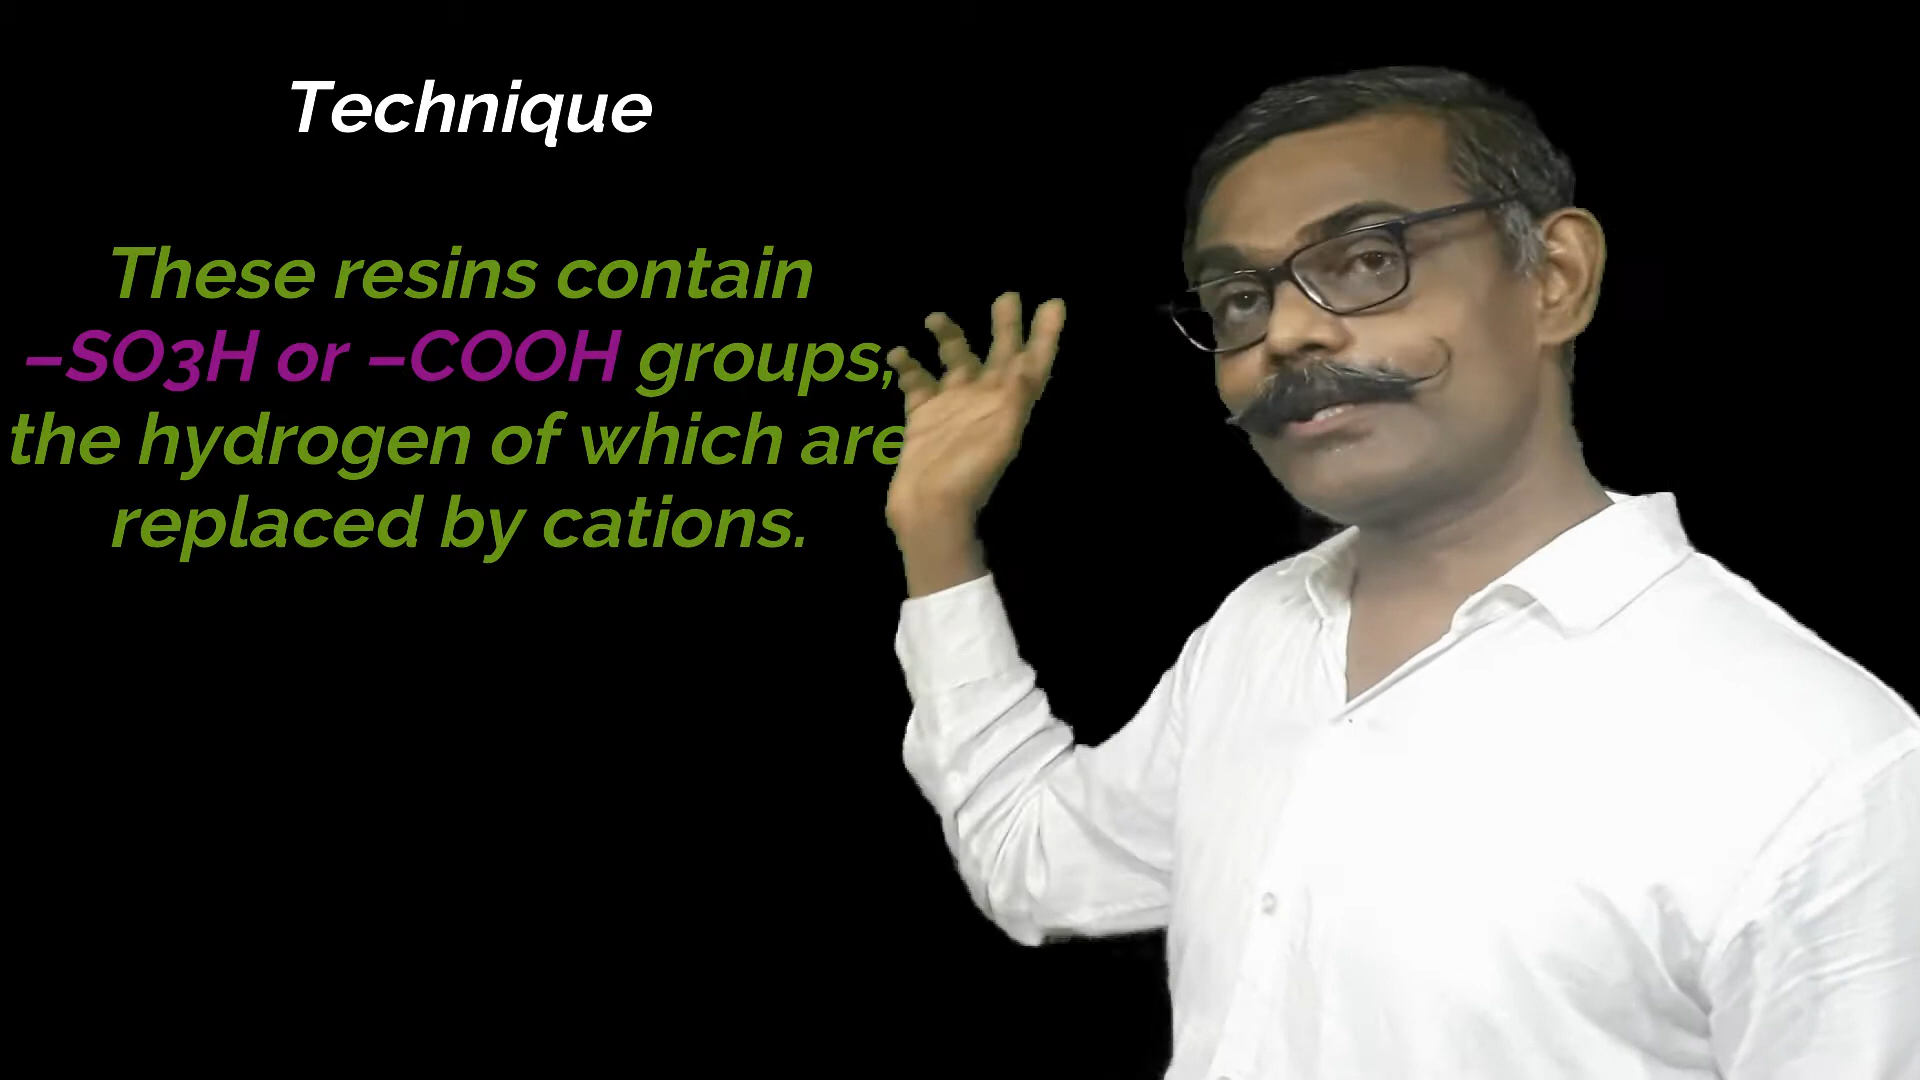 Technique
These resins contain
–SO3H or –COOH groups,
the hydrogen of which are
replaced by cations.